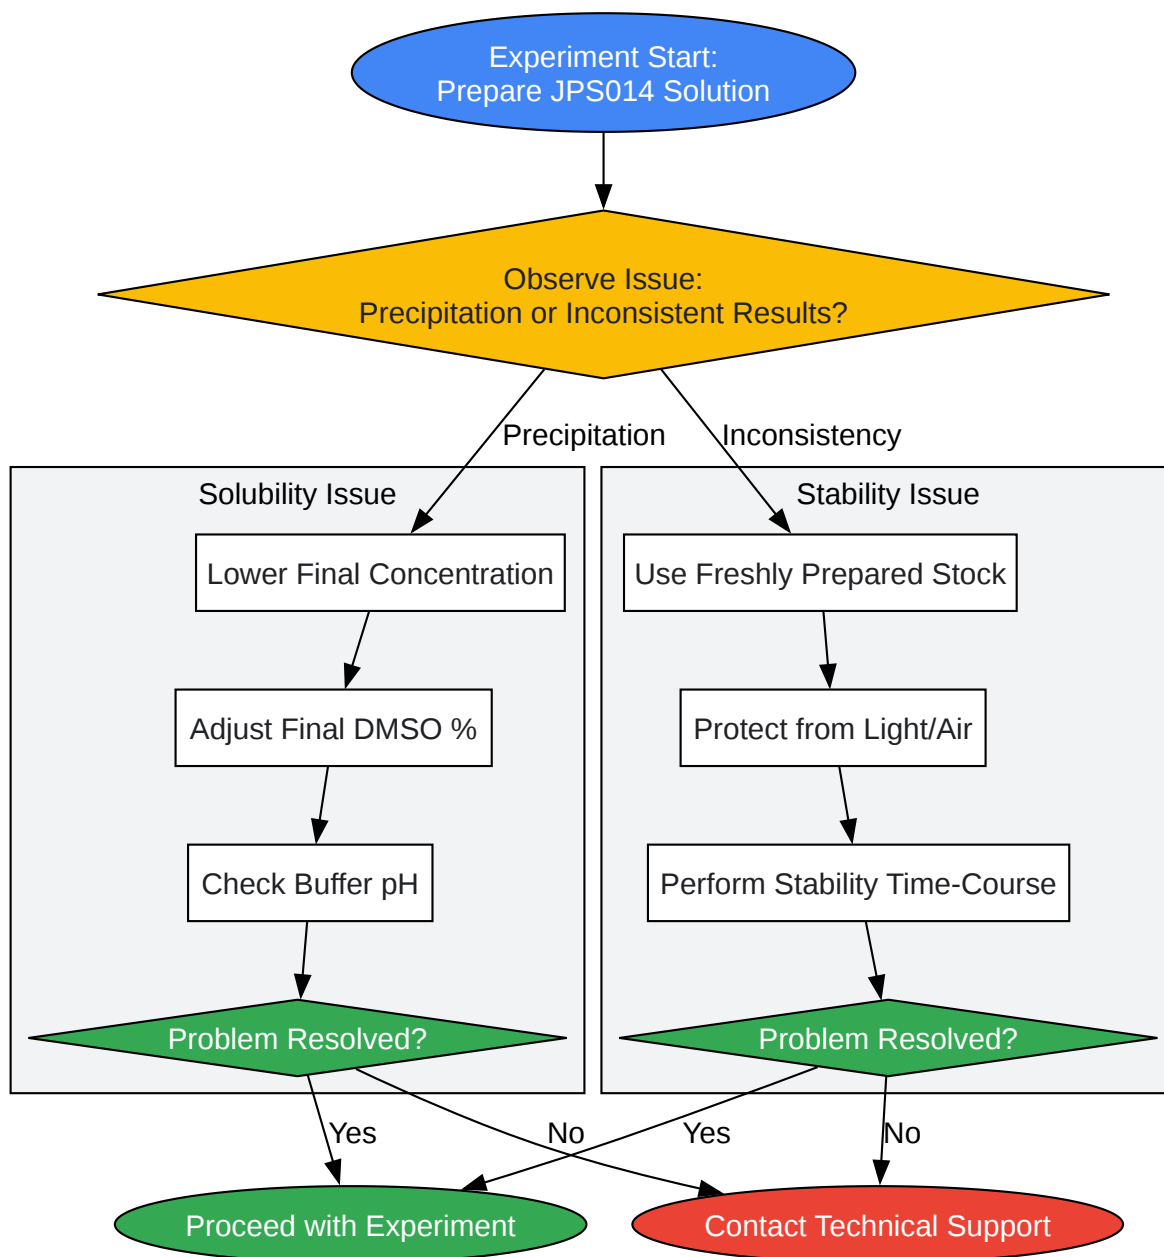 Experiment Start:
Prepare JPS014 Solution
Observe Issue:
Precipitation or Inconsistent Results?
Precipitation
Inconsistency
Solubility Issue
Lower Final Concentration
Adjust Final DMSO %
Check Buffer pH
Problem Resolved?
Stability Issue
Use Freshly Prepared Stock
Protect from Light/Air
Perform Stability Time-Course
Problem Resolved?
Yes
No
Yes
No
Proceed with Experiment
Contact Technical Support